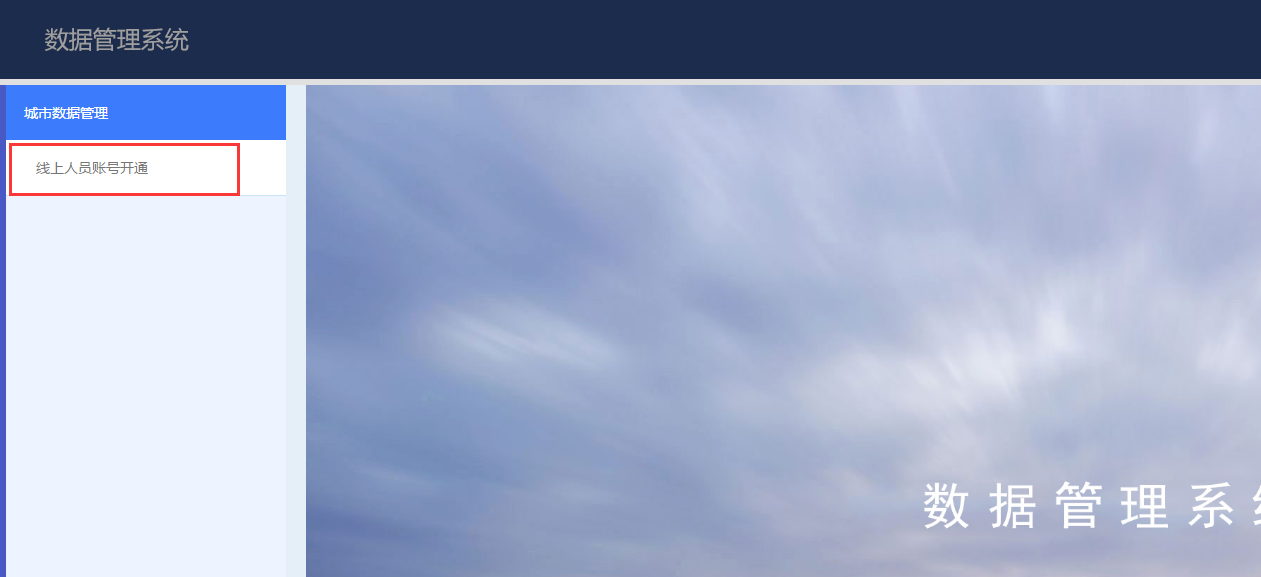 数据管理系统
城市数据管理
线上人员账号开通
数据管理系